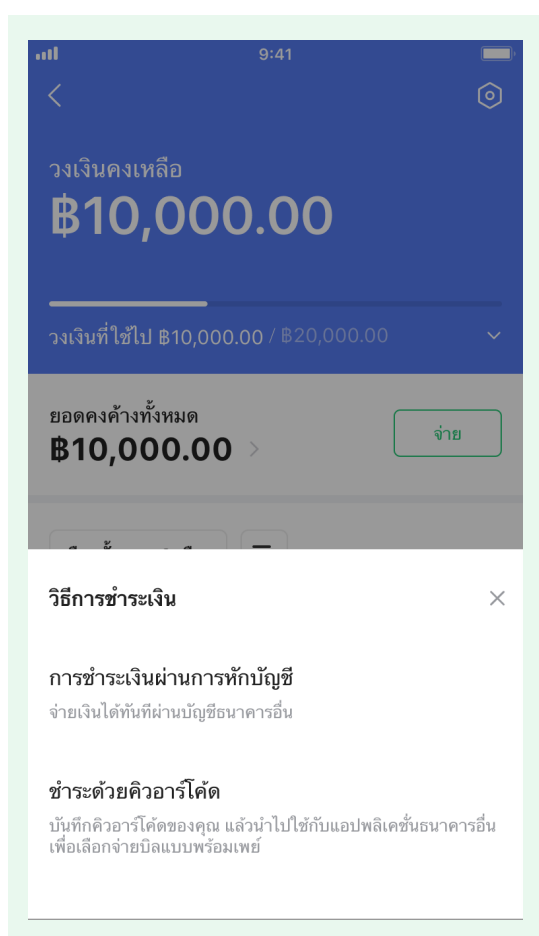 9:41
วงเงินคงเหลือ
฿10,000.00
วงเงินที่ใช้ไป ฿10,000.00 / ฿20,000.00
ยอดคงค้างทั้งหมด
฿10,000.00
จ่าย
วิธีการชำระเงิน
การชำระเงินผ่านการหักบัญชี
จ่ายเงินได้ทันทีผ่านบัญชีธนาคารอื่น
ชำระด้วยคิวอาร์โค้ด
บันทึกคิวอาร์โค้ดของคุณ แล้วนำไปใช้กับแอปพลิเคชั่นธนาคารอื่น
เพื่อเลือกจ่ายบิลแบบพร้อมเพย์